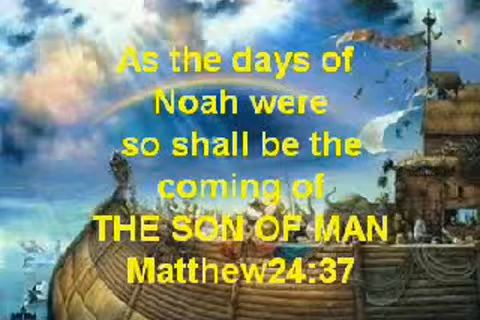 As the days of
Noah were
so shall be the
coming of
THE SON OF MAN
Matthew24:37